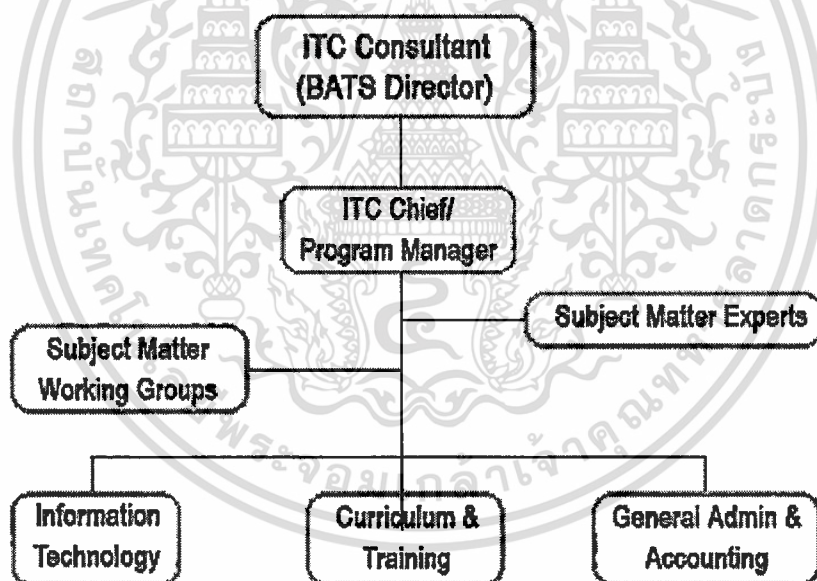 ITC Consultant
(BATS Director)
ITC Chief/
Program Manager
Subject Matter Experts
Subject Matter
Working Groups
Information
Technology
Curriculum &
Training
General Admin &
Accounting